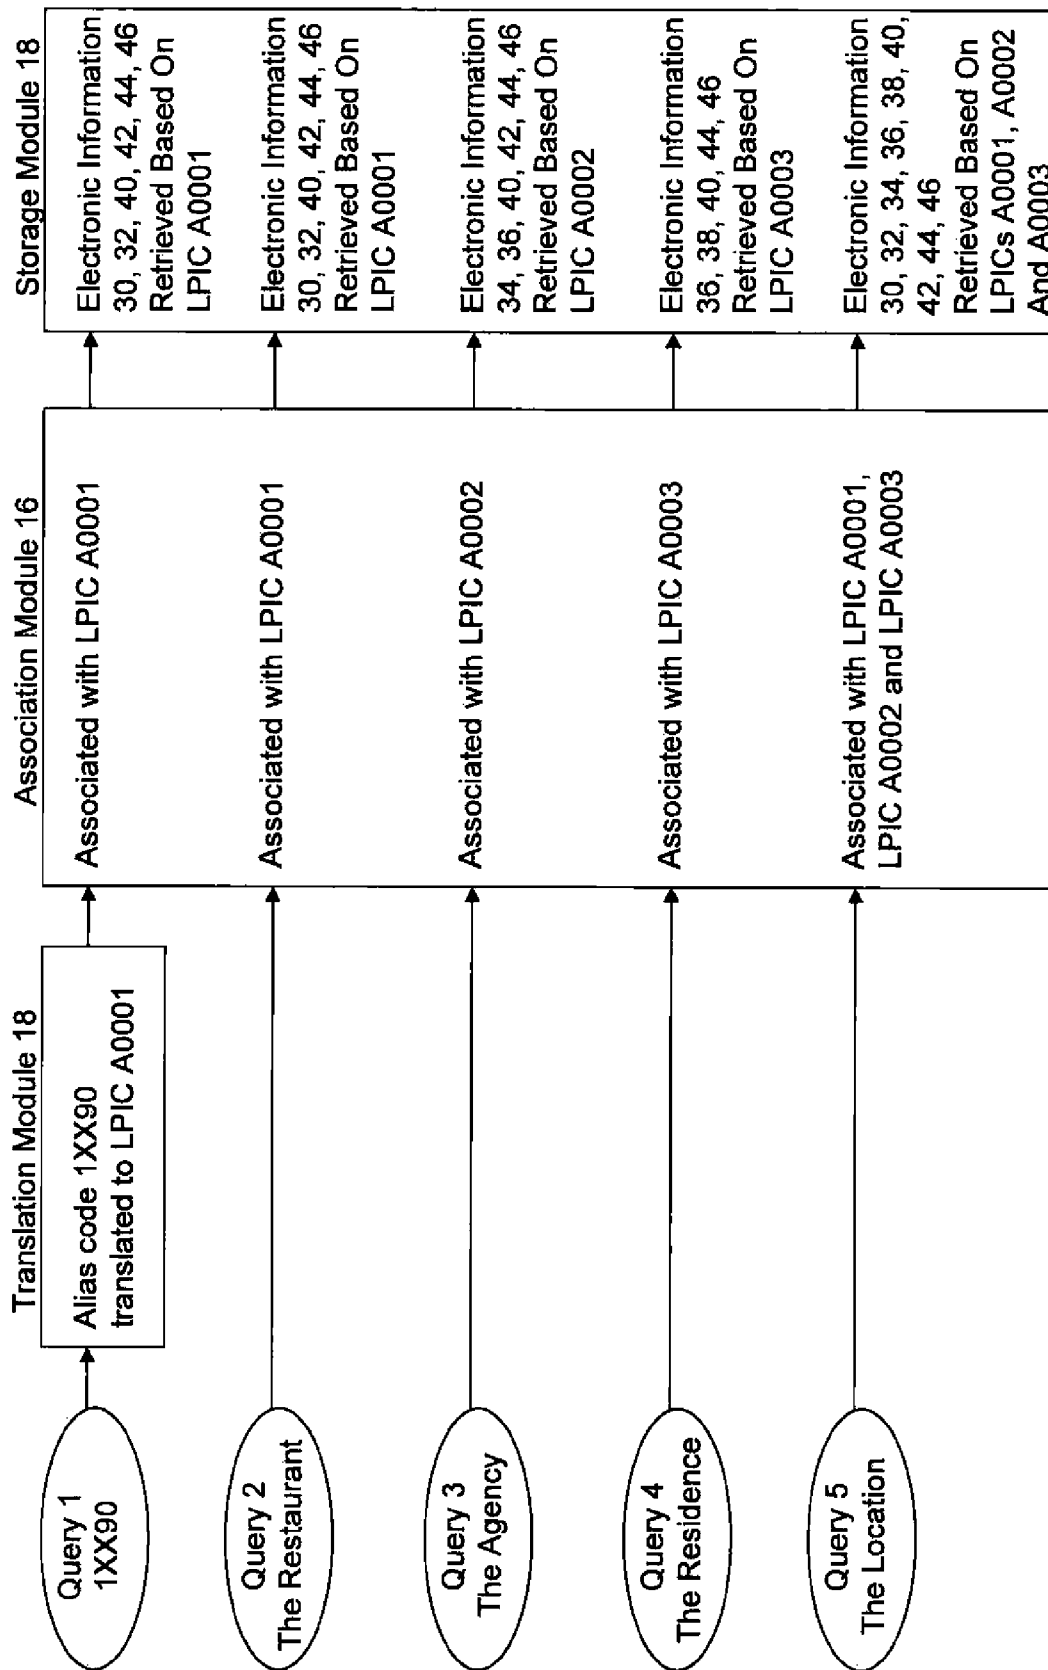 Translation Module 18
Association Module 16
Storage Module 18
Query 1
1XX90
Alias code 1XX90
translated to LPIC A0001
Associated with LPIC A0001
Electronic Information
30, 32, 40, 42, 44, 46
Retrieved Based On
LPIC A0001
Query 2
The Restaurant
Associated with LPIC A0001
Electronic Information
30, 32, 40, 42, 44, 46
Retrieved Based On
LPIC A0001
Query 3
The Agency
Associated with LPIC A0002
Electronic Information
34, 36, 40, 42, 44, 46
Retrieved Based On
LPIC A0002
Query 4
The Residence
Associated with LPIC A0003
Electronic Information
36, 38, 40, 44, 46
Retrieved Based On
LPIC A0003
Query 5
The Location
Associated with LPIC A0001,
LPIC A0002 and LPIC A0003
Electronic Information
30, 32, 34, 36, 38, 40,
42, 44, 46
Retrieved Based On
LPICs A0001, A0002
And A0003